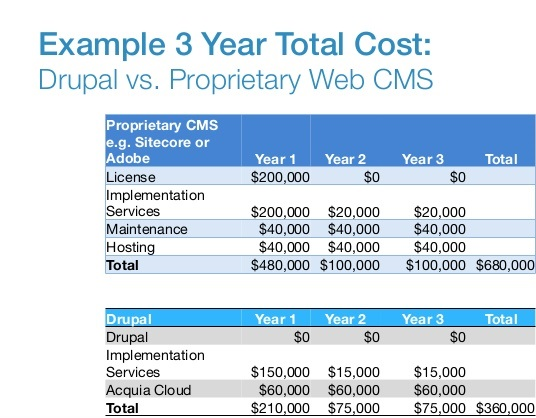 Example 3 Year Total Cost:
Drupal vs. Proprietary Web CMS
Proprietary CMS
e.g. Sitecore or
Adobe Year 1 Year 2 Year 3 Total
License $200,000 $0 $0
Implementation
Services $200,000 $20,000 $20,000
Maintenance $40,000 $40,000 $40,000
Hosting $40,000 $40,000 $40,000
Total $480,000 $100,000 $100,000 $680,000
Drupal Year 1 Year 2 Year 3 Total
Drupal $0 $0 $0
Implementation
Services $150,000 $15,000 $15,000
Acquia Cloud $60,000 $60,000 $60,000
Total $210,000 $75,000 $75,000 $360,000